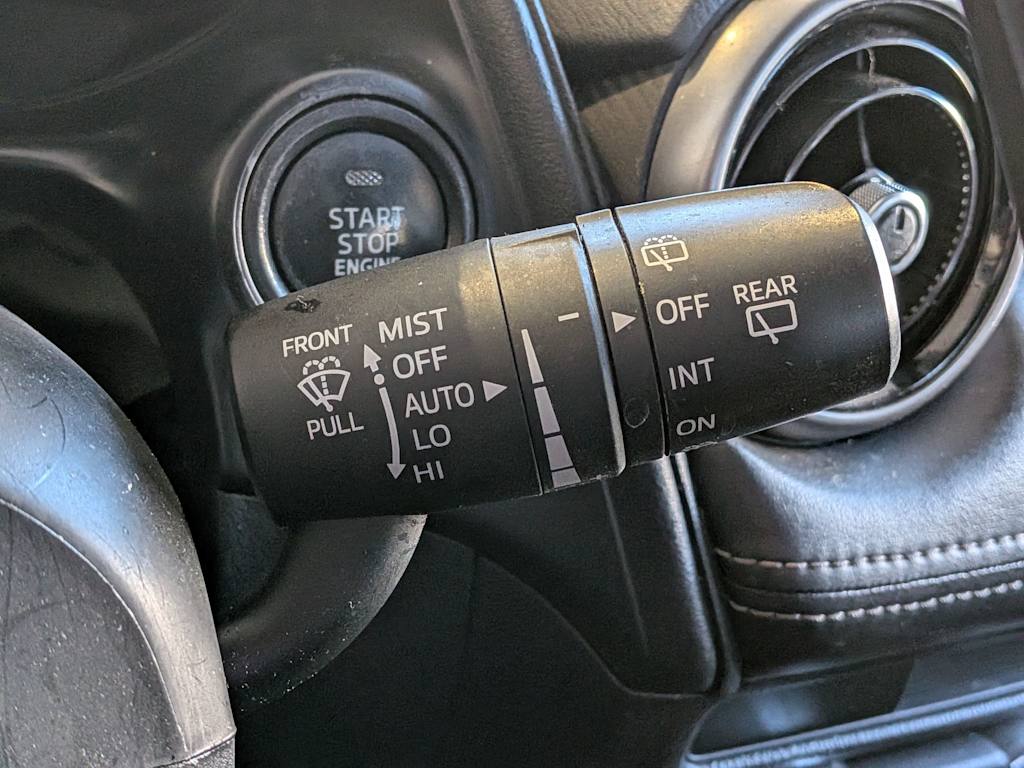 START
STOP
ENGINE
FRONT
PULL
MIST
OFF
AUTO
LO
HI
OFF
INT
ON
REAR